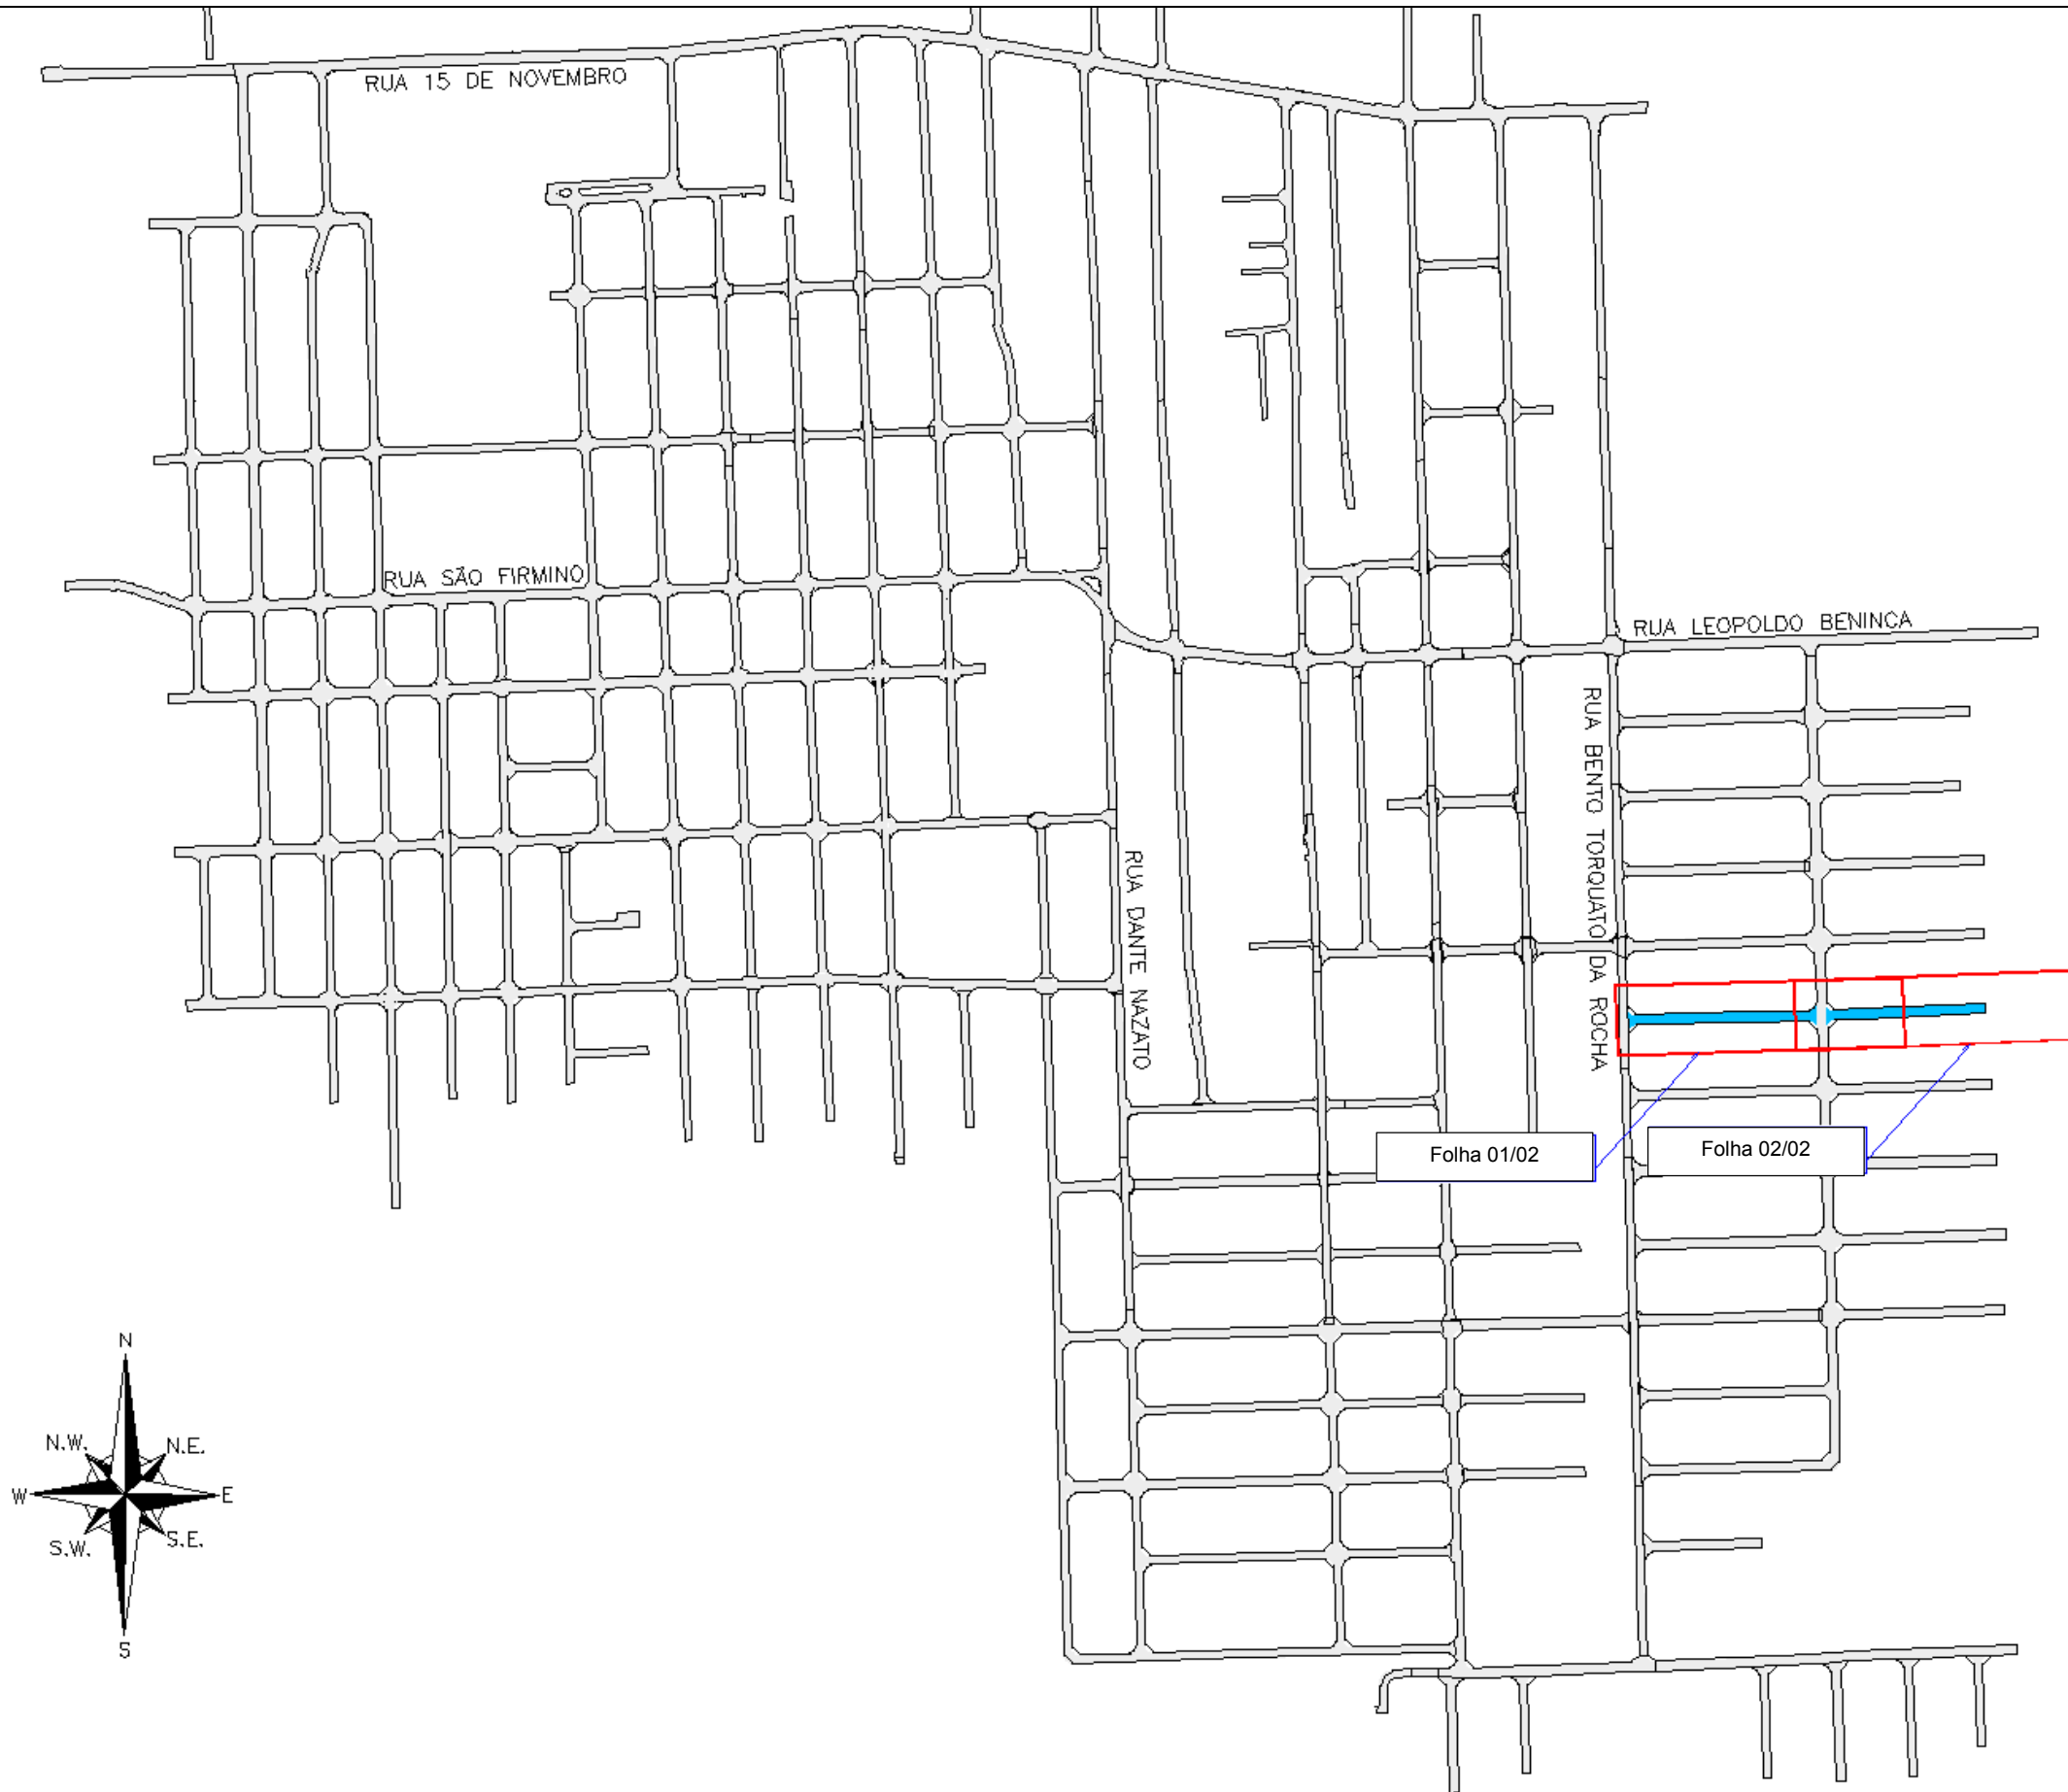 RUA 15 DE NOVEMBRO
RUA SÃO FIRMINO
RUA LEOPOLDO BENINCA
RUA BENTO TORQUATO DA ROCHA
RUA DANTE NAZATO
Folha 01/02
Folha 02/02
N
N.W.
N.E.
W
E
S.W.
S.E.
S